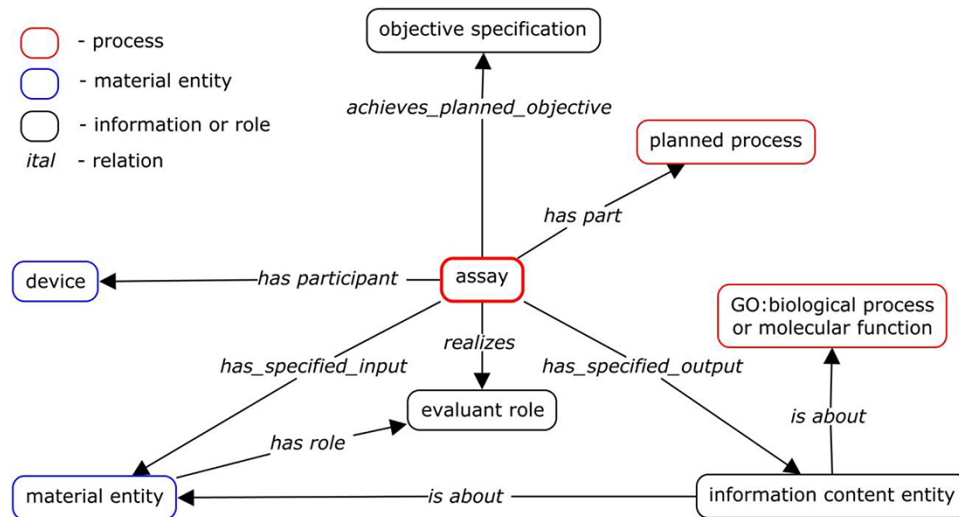 objective specification
- process
- material entity
- information or role
ital - relation
achieves_planned_objective
planned process
has part
device
has participant
assay
GO:biological process
or molecular function
realizes
has_specified_input
has_specified_output
evaluant role
is about
has role
material entity
is about
information content entity